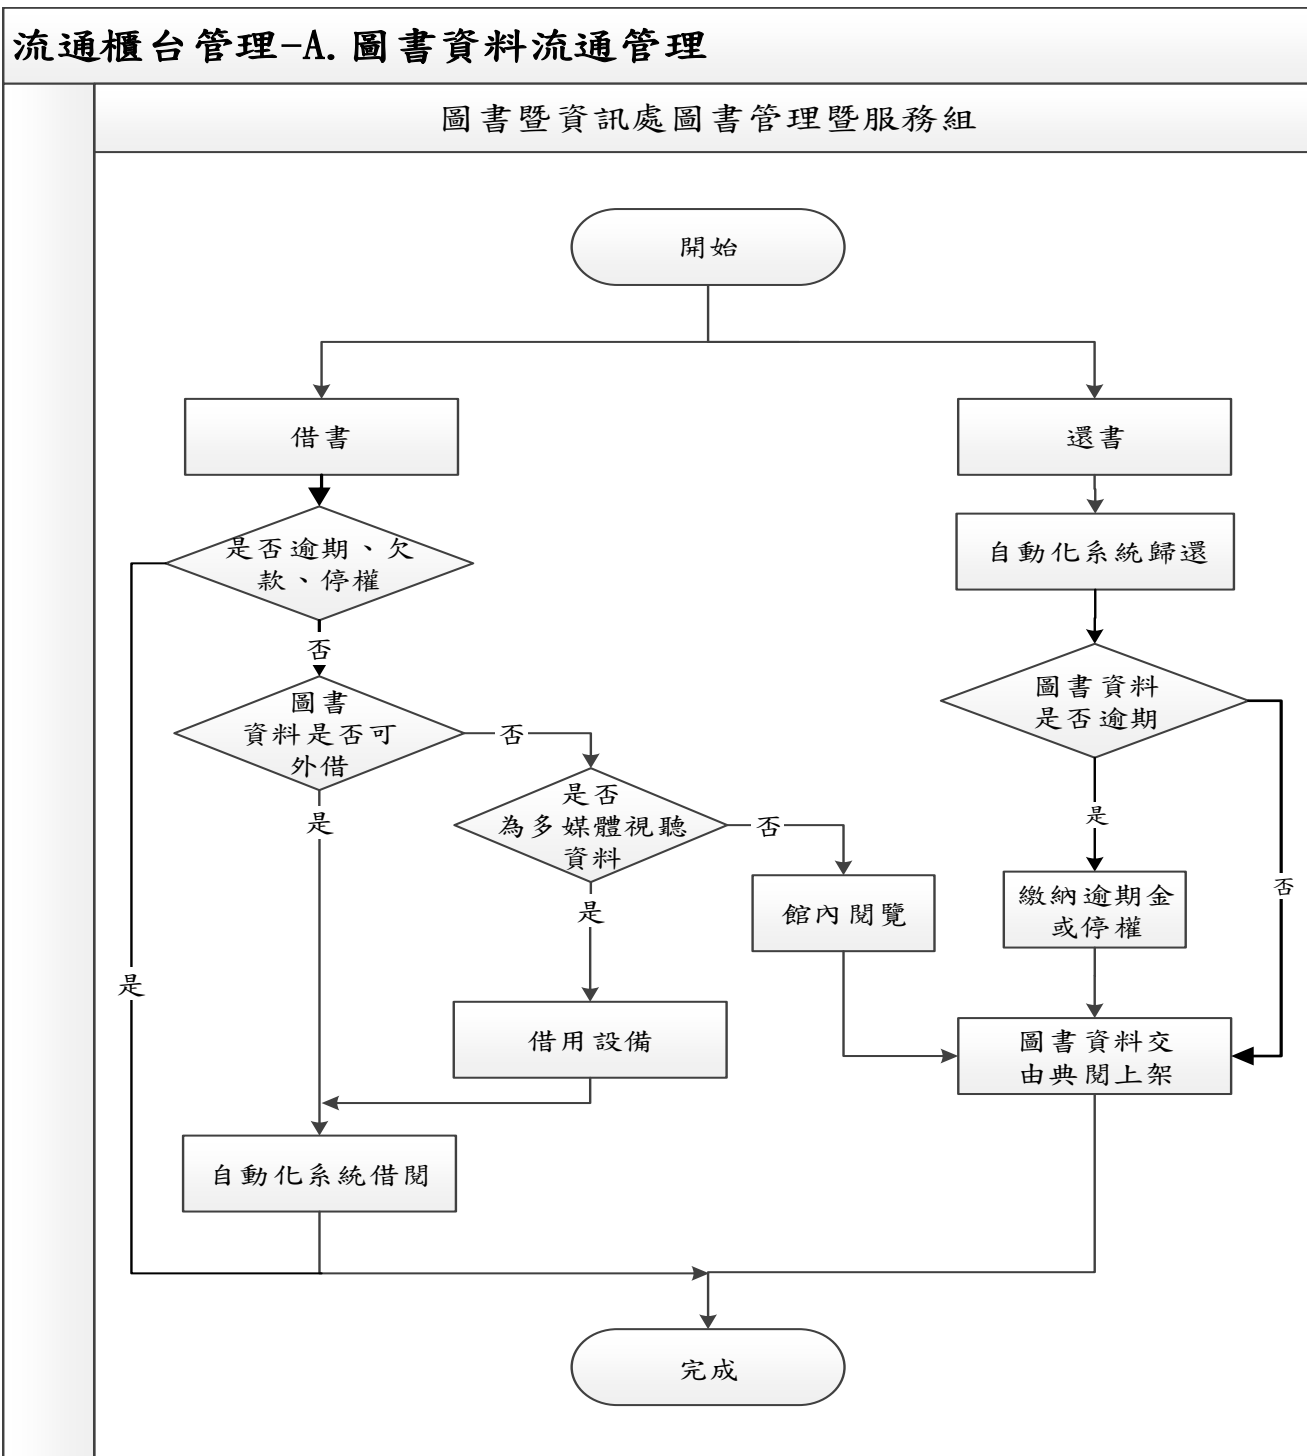 流通櫃台管理-A.圖書資料流通管理
圖書暨資訊處圖書管理暨服務組
開始
借書
還書
是否逾期、欠
款、停權
自動化系統歸還
否
圖書
資料是否可
外借
圖書資料
是否逾期
否
是
是否
為多媒體視聽
資料
否
是
是
繳納逾期金
或停權
否
館內閱覽
是
借用設備
圖書資料交
由典閱上架
自動化系統借閱
完成